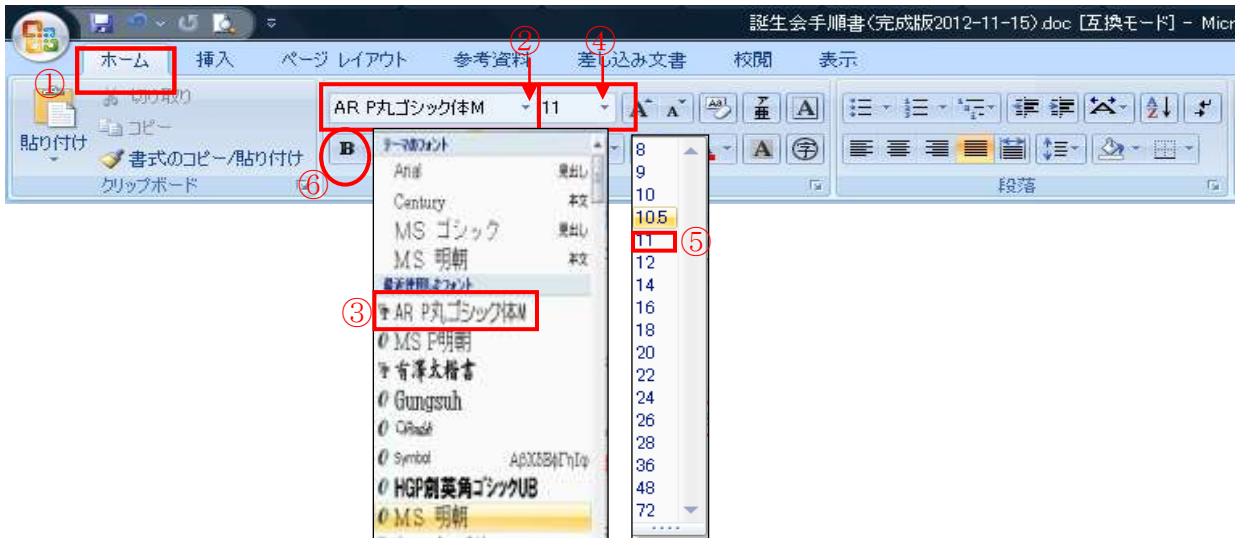 誕生会手順書(完成版2012-11-15).doc [互換モード] - Micr
② ④
ホーム 挿入 ページ レイアウト 参考資料 差し込み文書 校閲 表示
①
切り取り
コピー
貼り付け
書式のコピー/貼り付け
クリップボード
AR P丸ゴシック体M 11
B
⑥
段落
テーマのフォント
Arial 見出し
Century 本文
MS ゴシック 見出し
MS 明朝 本文
最近使用したフォント
③ AR P丸ゴシック体M
MS P明朝
有澤太楷書
Gungsuh
Symbol
HGP創英角ゴシックUB
MS 明朝
8
9
10
10.5
11 ⑤
12
14
16
18
20
22
24
26
28
36
48
72